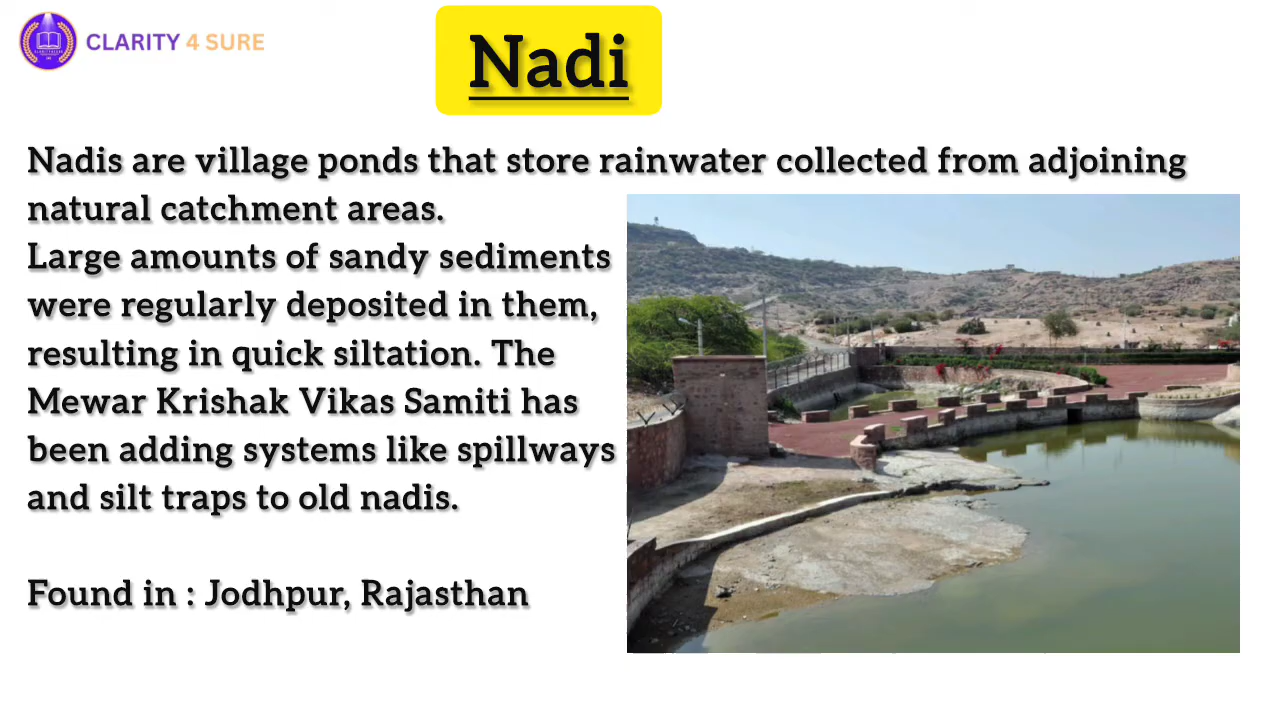 CLARITY 4 SURE
Nadi
Nadis are village ponds that store rainwater collected from adjoining
natural catchment areas.
Large amounts of sandy sediments
were regularly deposited in them,
resulting in quick siltation. The
Mewar Krishak Vikas Samiti has
been adding systems like spillways
and silt traps to old nadis.
Found in : Jodhpur, Rajasthan